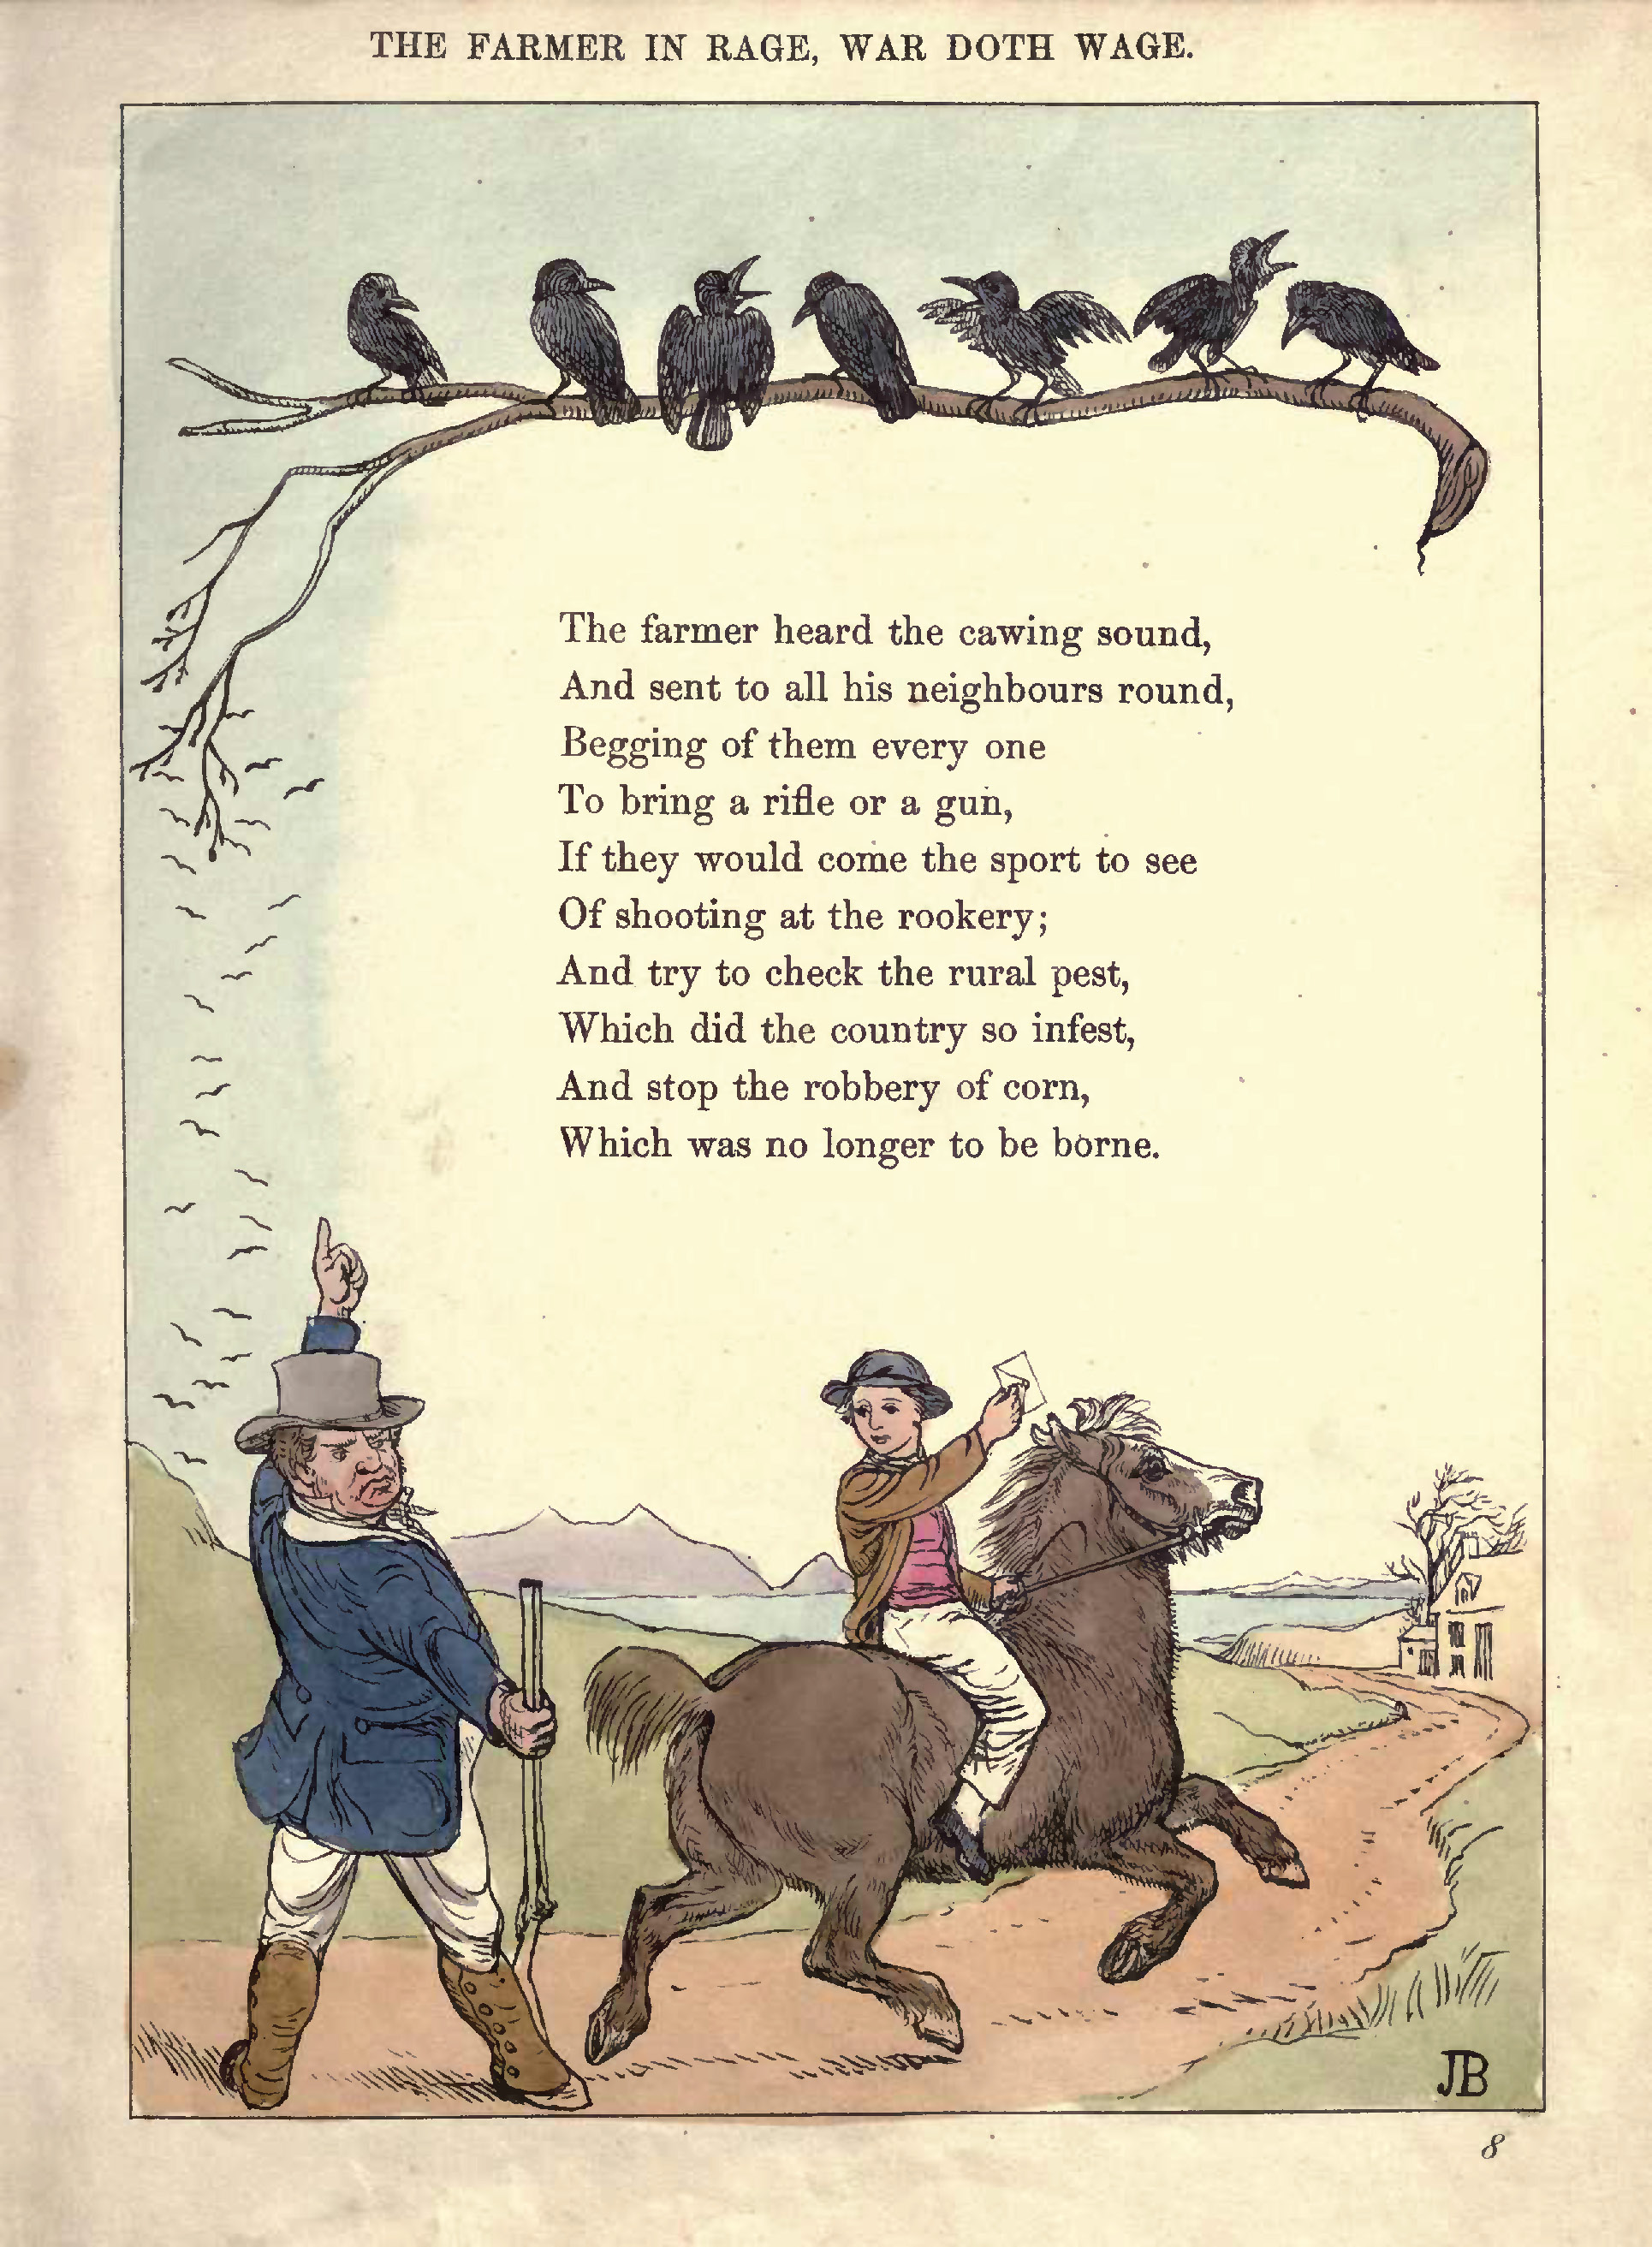 THE FARMER IN RAGE, WAR DOTH WAGE.
The farmer heard the cawing sound,
And sent to all his neighbours round,
Begging of them every one
To bring a rifle or a gun,
If they would come the sport to see
Of shooting at the rookery;
And try to check the rural pest,
Which did the country so infest,
And stop the robbery of corn,
Which was no longer to be borne.
JB
8